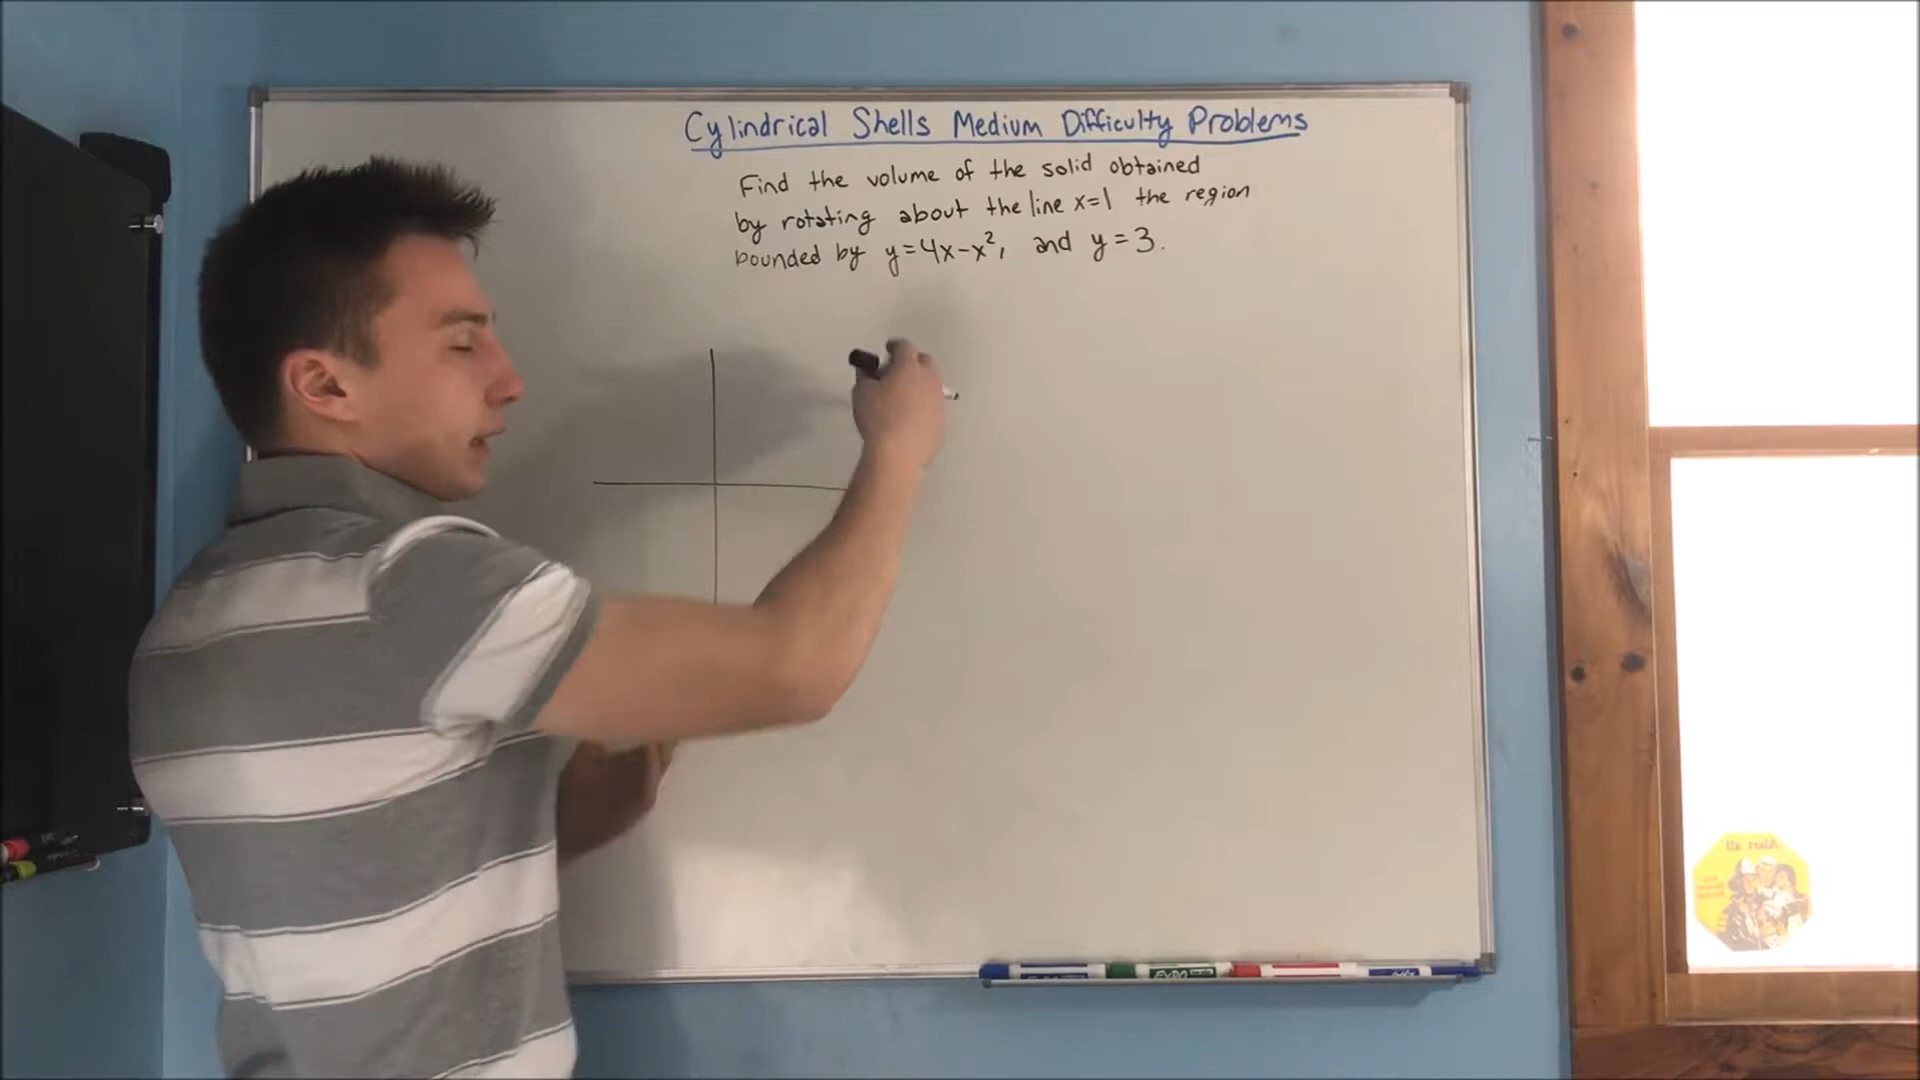 Cylindrical Shells Medium Difficulty Problems
Find the volume of the solid obtained
by rotating about the line x=1 the region
bounded by y=4x-x², and y=3.
EXPO